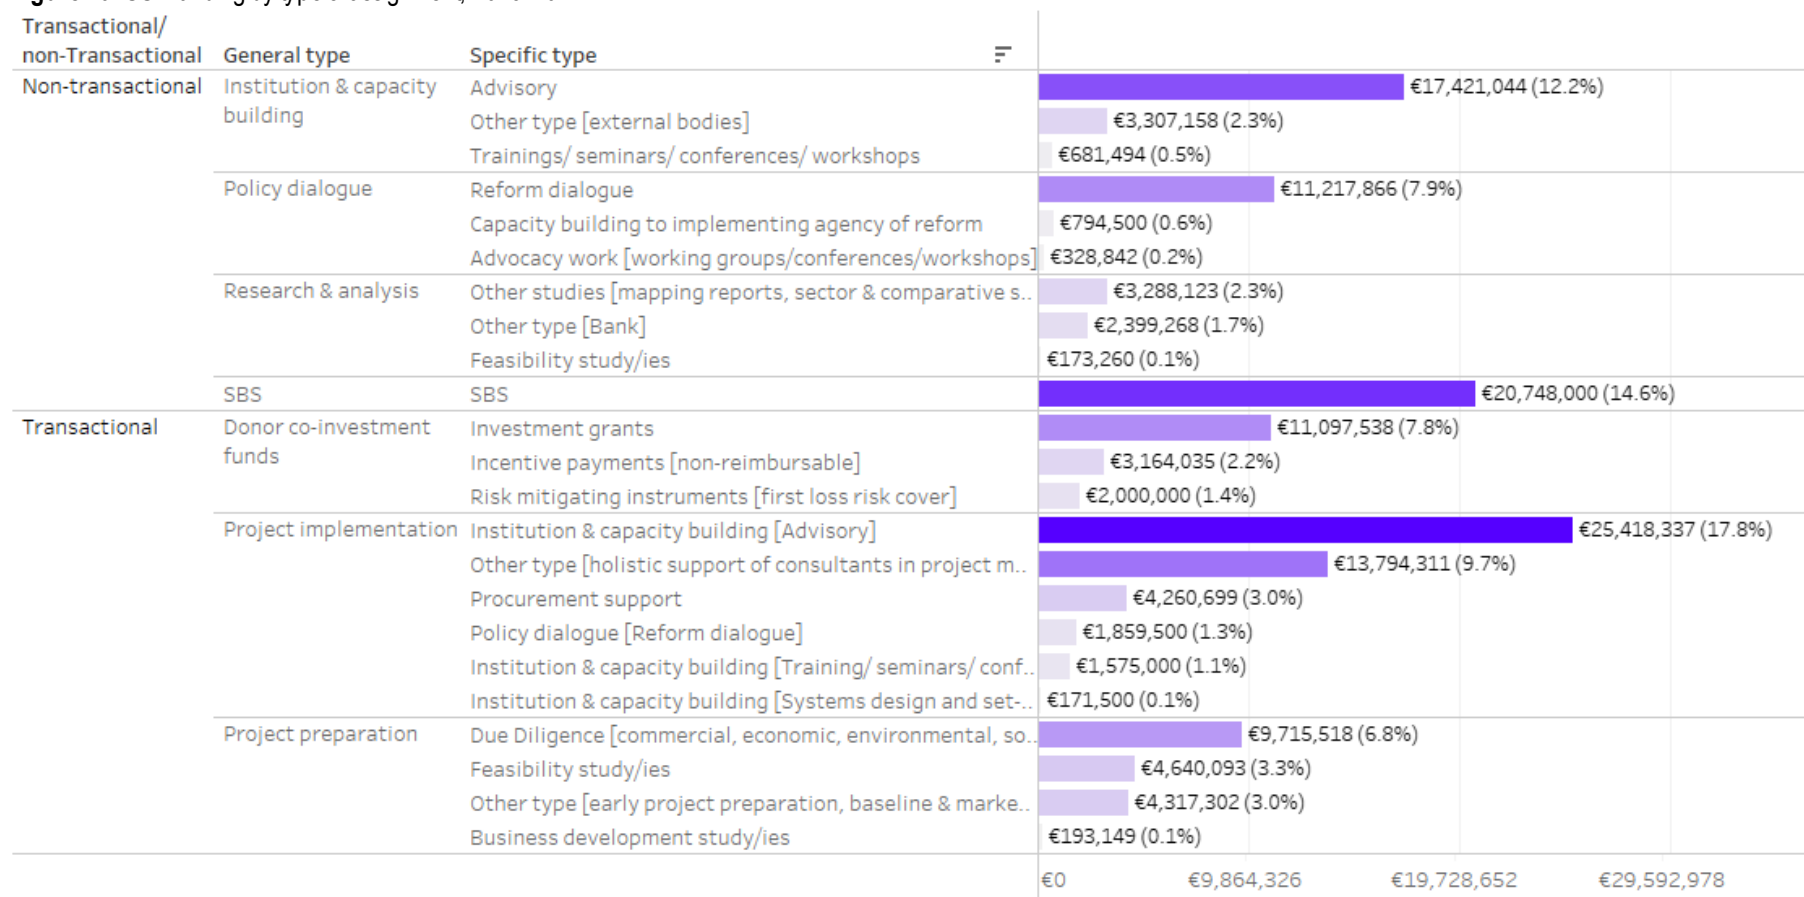 Transactional/
non-Transactional General type Specific type
Non-transactional Institution & capacity building Advisory €17,421,044 (12.2%)
Other type [external bodies] €3,307,158 (2.3%)
Trainings/ seminars/ conferences/ workshops €681,494 (0.5%)
Policy dialogue Reform dialogue €11,217,866 (7.9%)
Capacity building to implementing agency of reform €794,500 (0.6%)
Advocacy work [working groups/conferences/workshops] €328,842 (0.2%)
Research & analysis Other studies [mapping reports, sector & comparative s.. €3,288,123 (2.3%)
Other type [Bank] €2,399,268 (1.7%)
Feasibility study/ies €173,260 (0.1%)
SBS SBS €20,748,000 (14.6%)
Transactional Donor co-investment funds Investment grants €11,097,538 (7.8%)
Incentive payments [non-reimbursable] €3,164,035 (2.2%)
Risk mitigating instruments [first loss risk cover] €2,000,000 (1.4%)
Project implementation Institution & capacity building [Advisory] €25,418,337 (17.8%)
Other type [holistic support of consultants in project m.. €13,794,311 (9.7%)
Procurement support €4,260,699 (3.0%)
Policy dialogue [Reform dialogue] €1,859,500 (1.3%)
Institution & capacity building [Training/ seminars/ conf.. €1,575,000 (1.1%)
Institution & capacity building [Systems design and set-.. €171,500 (0.1%)
Project preparation Due Diligence [commercial, economic, environmental, so.. €9,715,518 (6.8%)
Feasibility study/ies €4,640,093 (3.3%)
Other type [early project preparation, baseline & marke.. €4,317,302 (3.0%)
Business development study/ies €193,149 (0.1%)
€0 €9,864,326 €19,728,652 €29,592,978